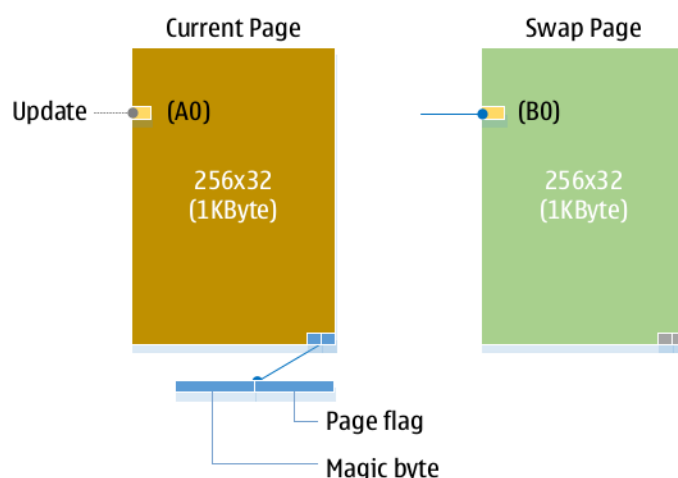 Current Page
Swap Page
Update
(A0)
(B0)
256x32
(1KByte)
256x32
(1KByte)
Page flag
Magic byte